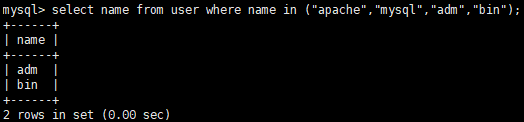 mysql> select name from user where name in ("apache","mysql","adm","bin");
+------+
| name |
+------+
| adm  |
| bin  |
+------+
2 rows in set (0.00 sec)